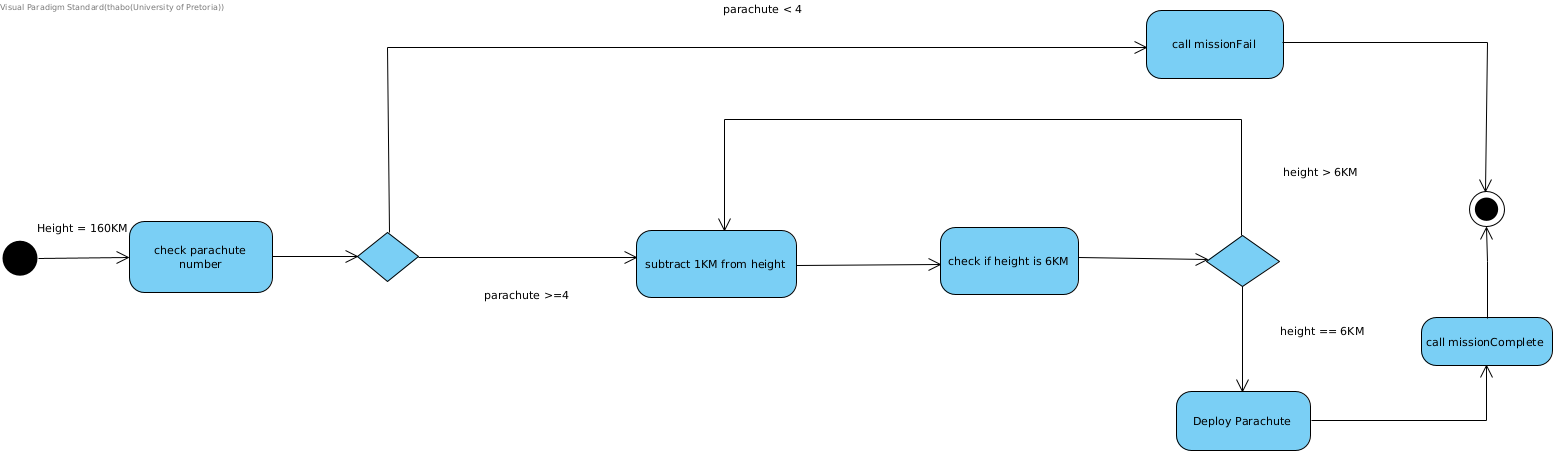 Visual Paradigm Standard(thabo(University of Pretoria))
parachute < 4
call missionFail
height > 6KM
Height = 160KM
check parachute
number
subtract 1KM from height
check if height is 6KM
parachute >=4
height == 6KM
call missionComplete
Deploy Parachute